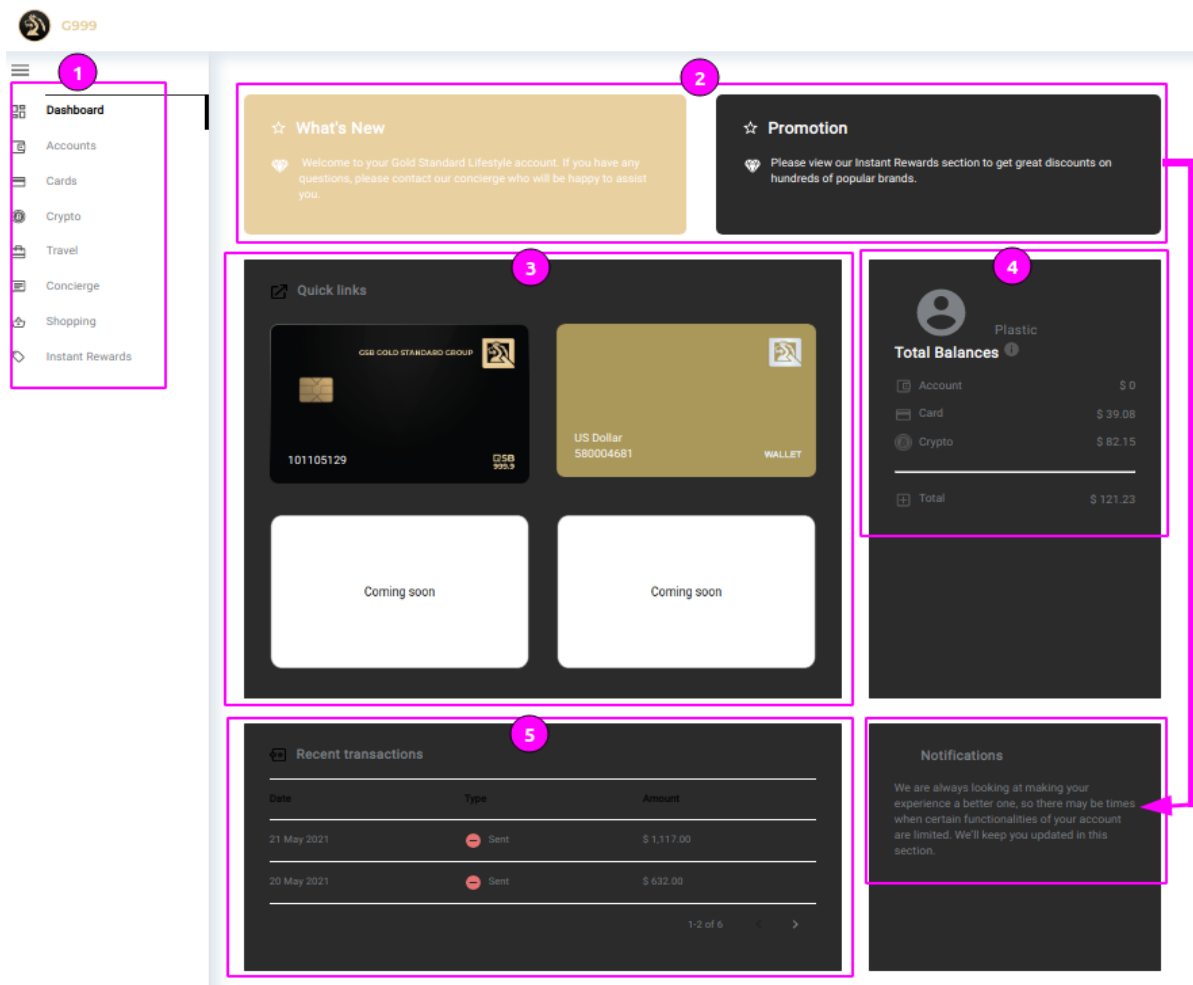 G999
1
Dashboard
Accounts
Cards
Crypto
Travel
Concierge
Shopping
Instant Rewards
2
What's New
Welcome to your Gold Standard Lifestyle account. If you have any
questions, please contact our concierge who will be happy to assist
you.
Promotion
Please view our Instant Rewards section to get great discounts on
hundreds of popular brands.
3
Quick links
GSB GOLD STANDARD GROUP
101105129
GSB
999.9
US Dollar
580004681
WALLET
Coming soon
Coming soon
4
Plastic
Total Balances
Account $ 0
Card $ 39.08
Crypto $ 82.15
Total $ 121.23
5
Recent transactions
Date Type Amount
21 May 2021 Sent $ 1,117.00
20 May 2021 Sent $ 632.00
1-2 of 6
Notifications
We are always looking at making your
experience a better one, so there may be times
when certain functionalities of your account
are limited. We'll keep you updated in this
section.